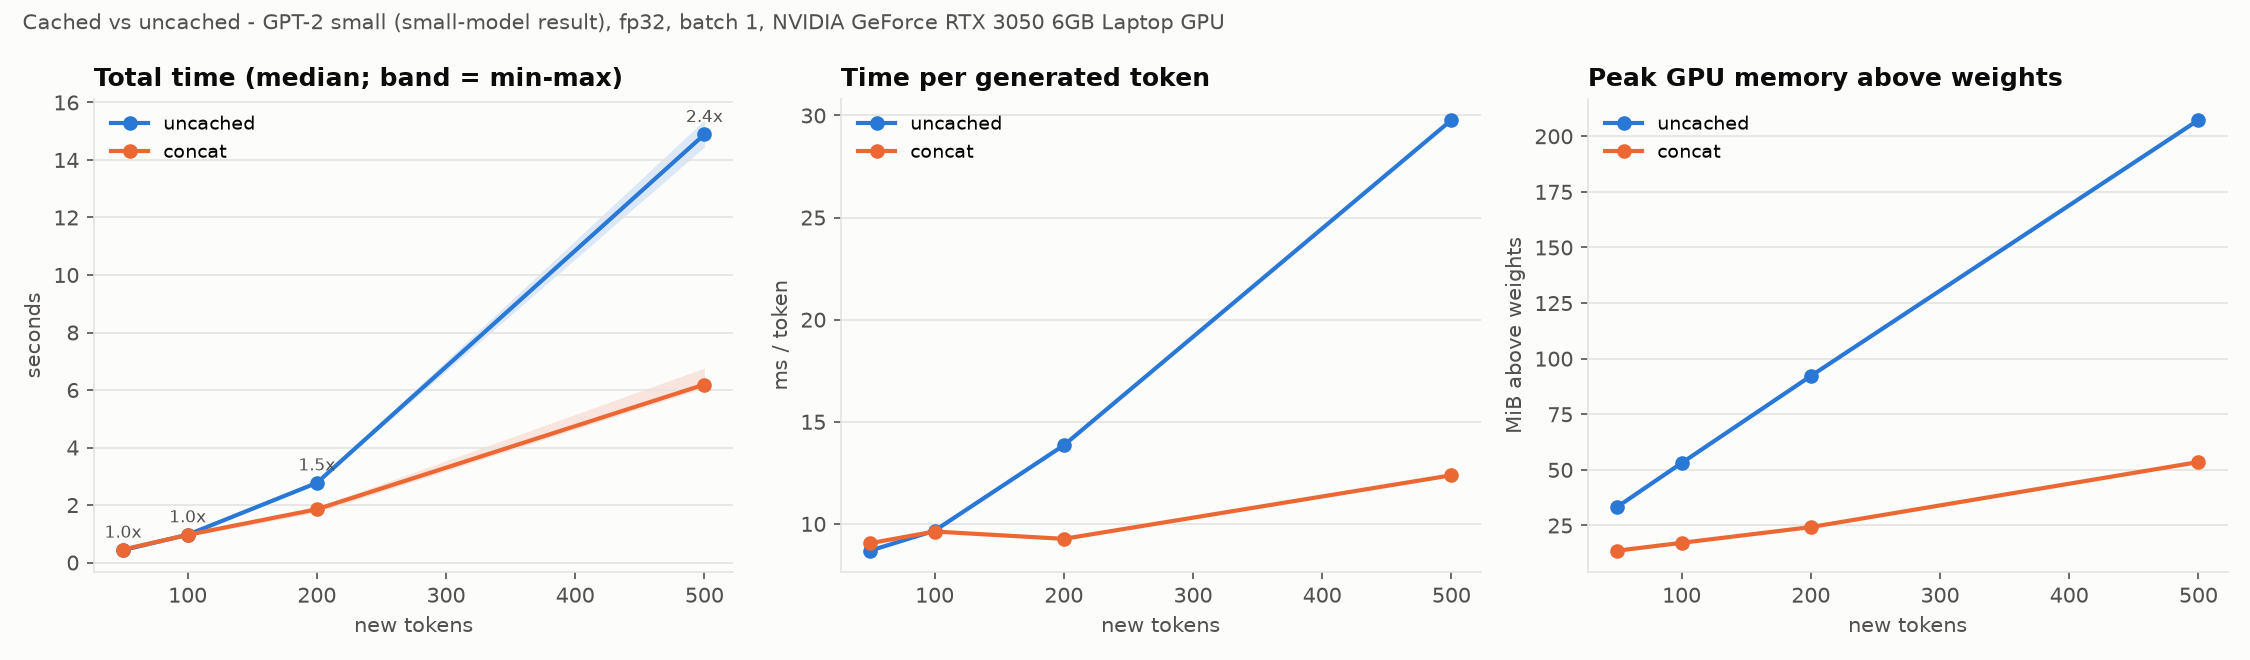 Cached vs uncached - GPT-2 small (small-model result), fp32, batch 1, NVIDIA GeForce RTX 3050 6GB Laptop GPU
Total time (median; band = min-max)
uncached
concat
16
14
12
10
8
6
4
2
0
seconds
1.0x
1.0x
1.5x
2.4x
100
200
300
400
500
new tokens
Time per generated token
uncached
concat
30
25
20
15
10
ms / token
100
200
300
400
500
new tokens
Peak GPU memory above weights
uncached
concat
200
175
150
125
100
75
50
25
MiB above weights
100
200
300
400
500
new tokens